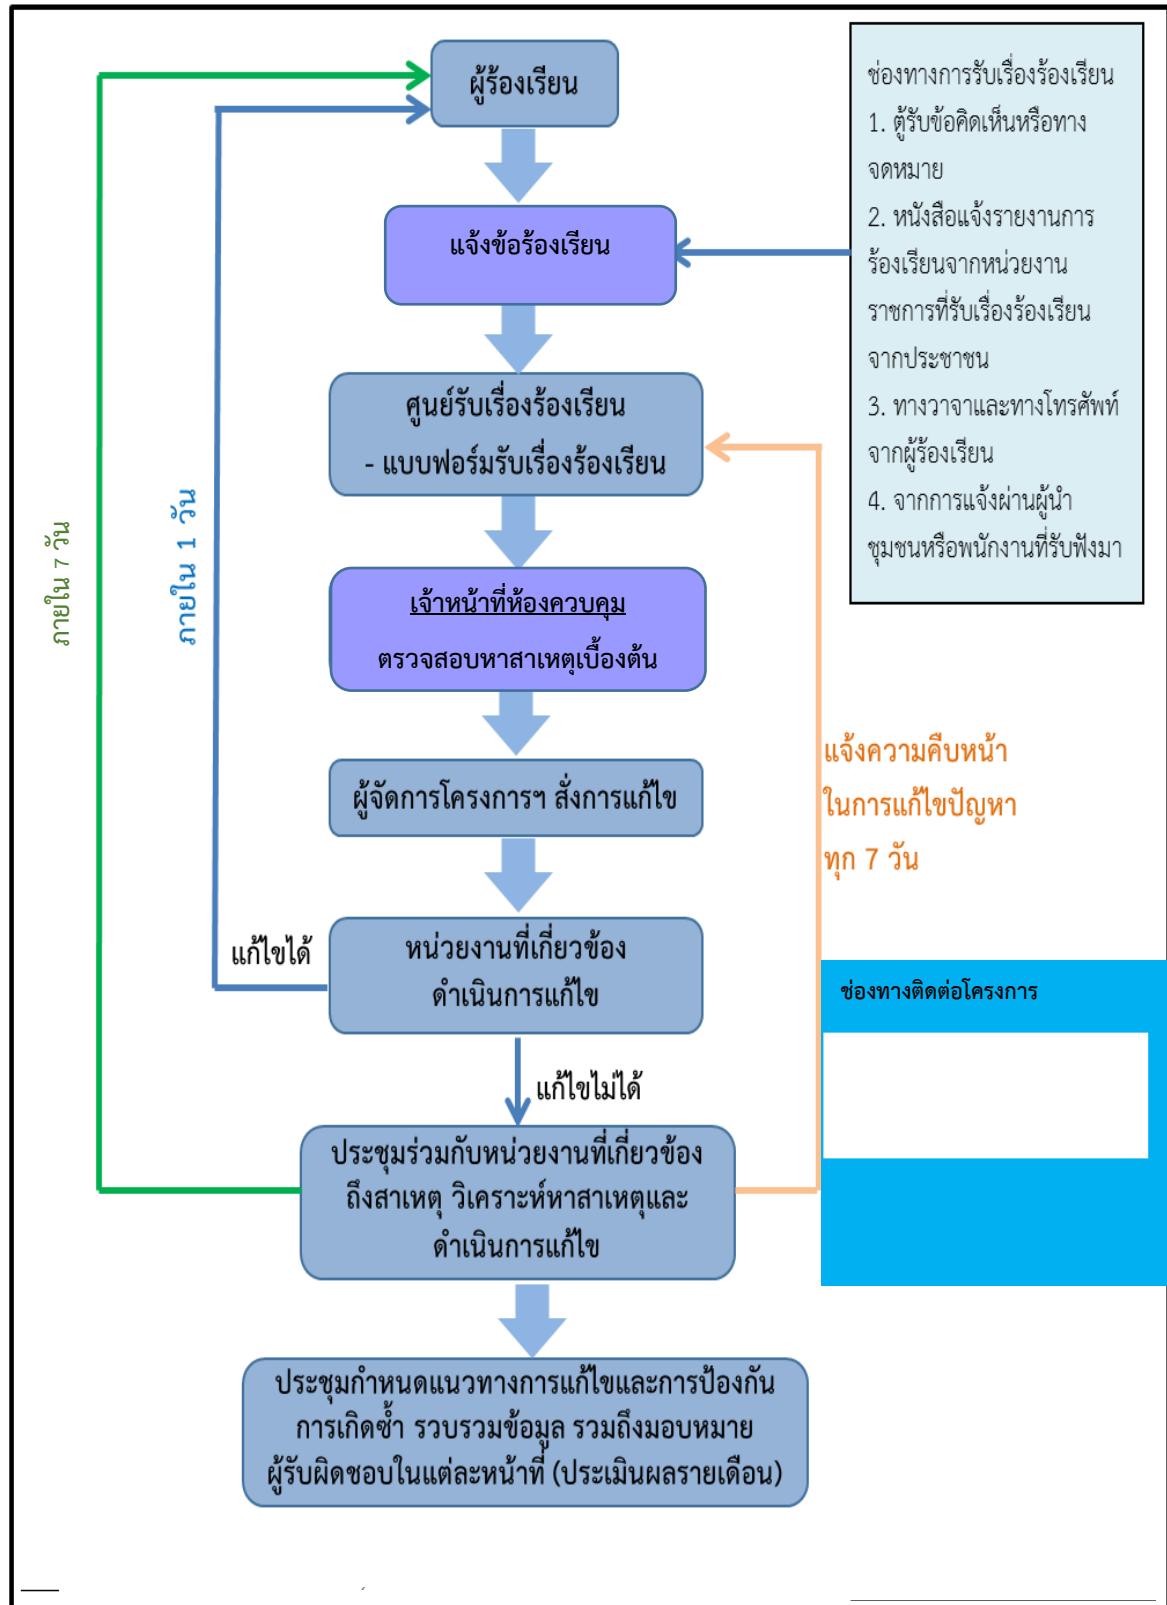 ผู้ร้องเรียน
แจ้งข้อร้องเรียน
ศูนย์รับเรื่องร้องเรียน
- แบบฟอร์มรับเรื่องร้องเรียน
เจ้าหน้าที่ห้องควบคุม
ตรวจสอบหาสาเหตุเบื้องต้น
ผู้จัดการโครงการฯ สั่งการแก้ไข
หน่วยงานที่เกี่ยวข้อง
ดำเนินการแก้ไข
แก้ไขได้
แก้ไขไม่ได้
ประชุมร่วมกับหน่วยงานที่เกี่ยวข้อง
ถึงสาเหตุ วิเคราะห์หาสาเหตุและ
ดำเนินการแก้ไข
ประชุมกำหนดแนวทางการแก้ไขและการป้องกัน
การเกิดซ้ำ รวบรวมข้อมูล รวมถึงมอบหมาย
ผู้รับผิดชอบในแต่ละหน้าที่ (ประเมินผลรายเดือน)
ภายใน 7 วัน
ภายใน 1 วัน
ช่องทางการรับเรื่องร้องเรียน
1. ตู้รับข้อคิดเห็นหรือทาง
จดหมาย
2. หนังสือแจ้งรายงานการ
ร้องเรียนจากหน่วยงาน
ราชการที่รับเรื่องร้องเรียน
จากประชาชน
3. ทางวาจาและทางโทรศัพท์
จากผู้ร้องเรียน
4. จากการแจ้งผ่านผู้นำ
ชุมชนหรือพนักงานที่รับฟังมา
แจ้งความคืบหน้า
ในการแก้ไขปัญหา
ทุก 7 วัน
ช่องทางติดต่อโครงการ